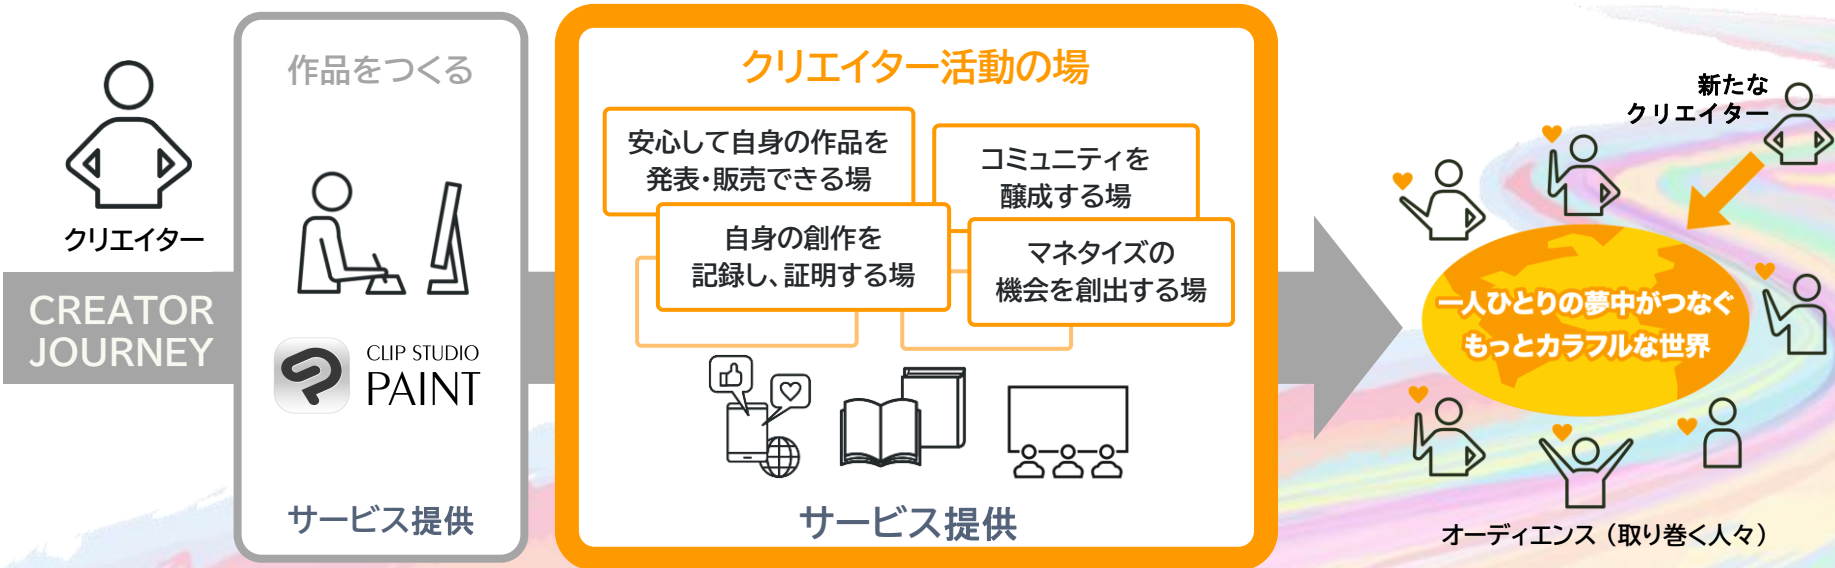 クリエイター
CREATOR
JOURNEY
作品をつくる
CLIP STUDIO
PAINT
サービス提供
クリエイター活動の場
安心して自身の作品を
発表・販売できる場
コミュニティを
醸成する場
自身の創作を
記録し、証明する場
マネタイズの
機会を創出する場
サービス提供
新たな
クリエイター
一人ひとりの夢中がつなぐ
もっとカラフルな世界
オーディエンス（取り巻く人々）